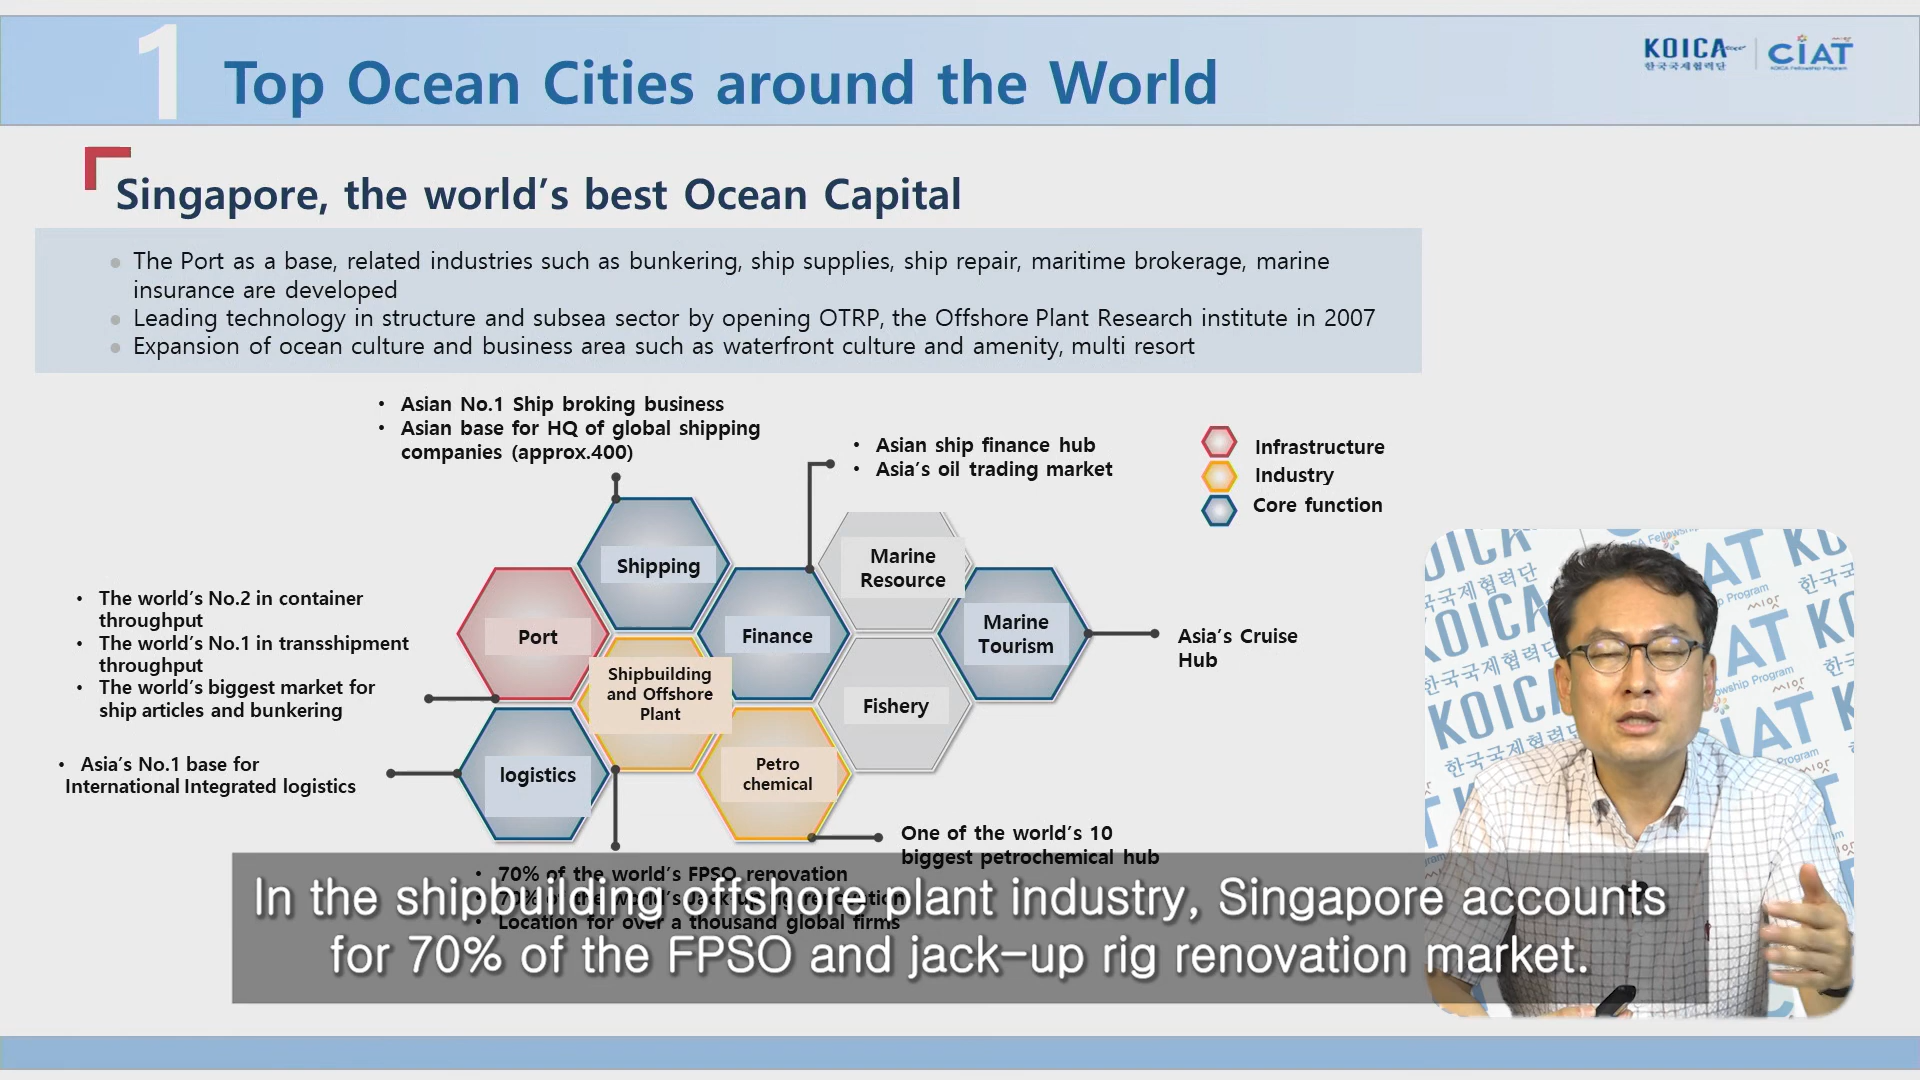 1 Top Ocean Cities around the World
KOICA
한국국제협력단
CIAT
KOICA Fellowship Program
Singapore, the world's best Ocean Capital
The Port as a base, related industries such as bunkering, ship supplies, ship repair, maritime brokerage, marine
insurance are developed
Leading technology in structure and subsea sector by opening OTRP, the Offshore Plant Research institute in 2007
Expansion of ocean culture and business area such as waterfront culture and amenity, multi resort
• Asian No.1 Ship broking business
• Asian base for HQ of global shipping
companies (approx.400)
• Asian ship finance hub
• Asia's oil trading market
Infrastructure
Industry
Core function
Shipping
Marine
Resource
Port
Finance
Marine
Tourism
Shipbuilding
and Offshore
Plant
Fishery
logistics
Petro
chemical
• The world's No.2 in container
throughput
• The world's No.1 in transshipment
throughput
• The world's biggest market for
ship articles and bunkering
• Asia's No.1 base for
International Integrated logistics
Asia's Cruise
Hub
One of the world's 10
biggest petrochemical hub
• 70% of the world's FPSO renovation
• 70% of the world's Jack-up rig renovation
• Location for over a thousand global firms
In the shipbuilding offshore plant industry, Singapore accounts
for 70% of the FPSO and jack-up rig renovation market.